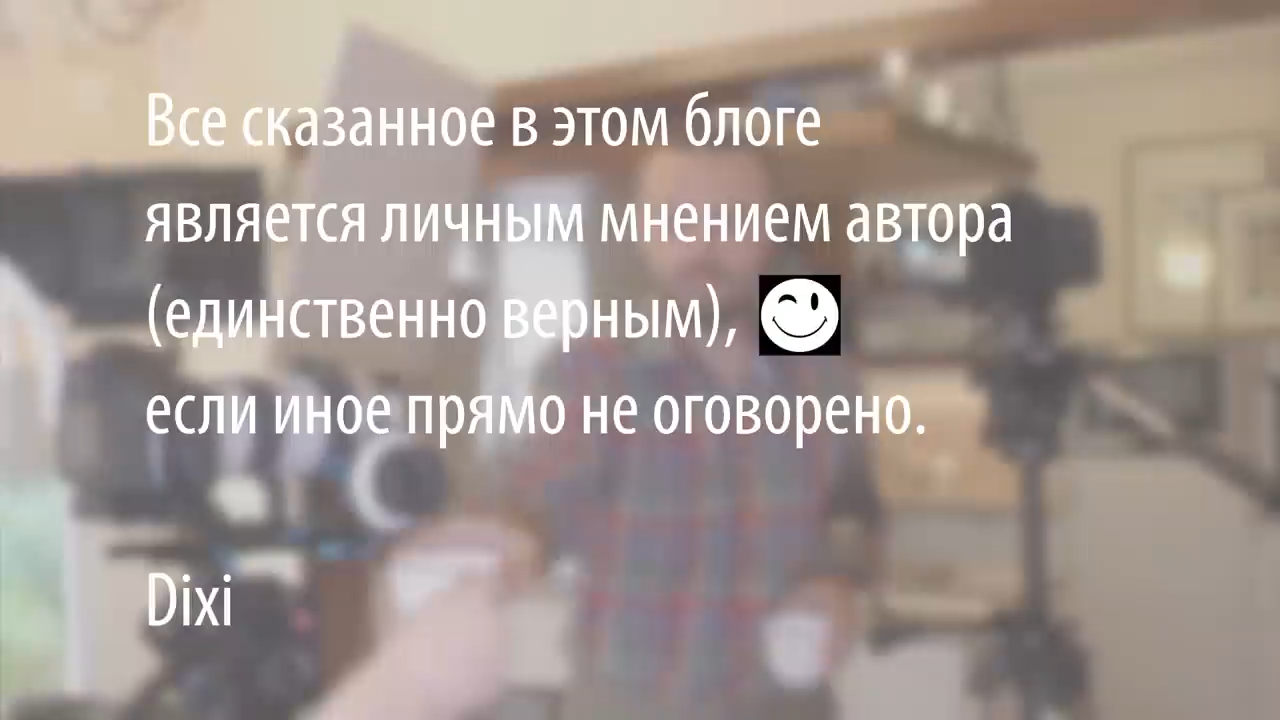 Все сказанное в этом блоге
является личным мнением автора
(единственно верным),
если иное прямо не оговорено.
Dixi